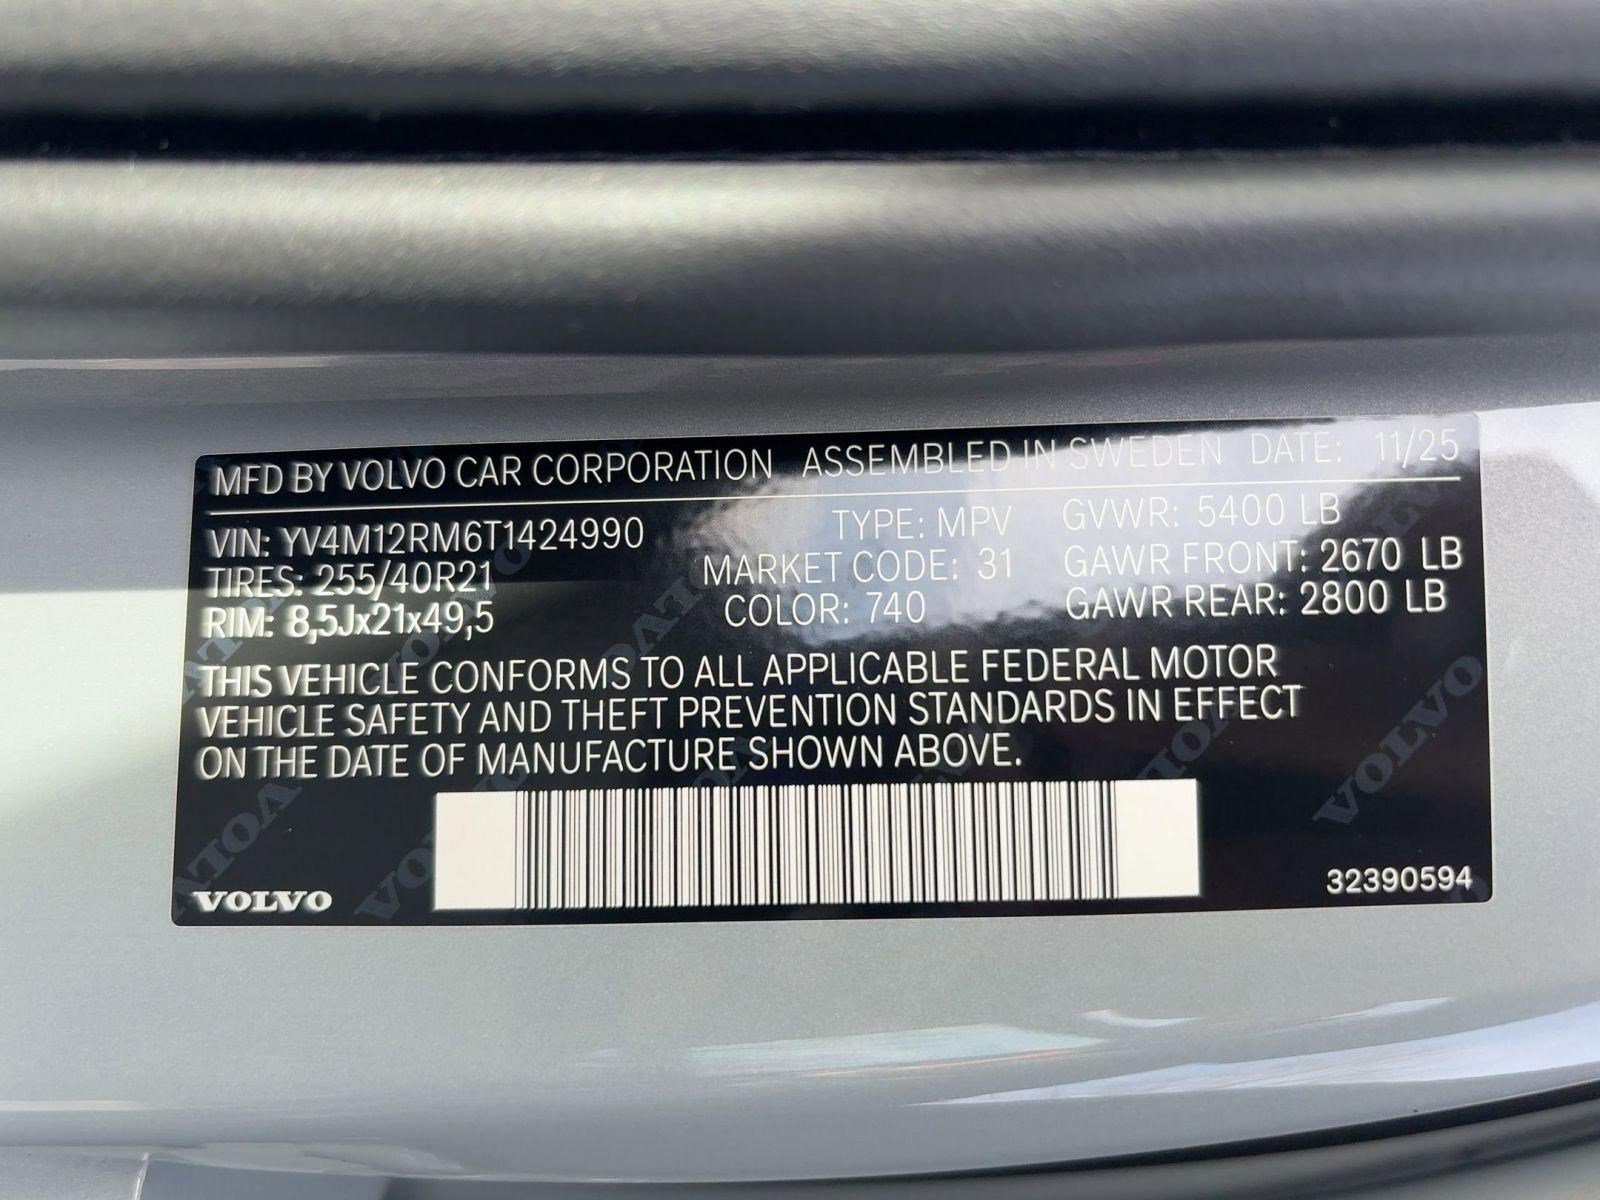 MFD BY VOLVO CAR CORPORATION ASSEMBLED IN SWEDEN DATE: 11/25
VIN: YV4M12RM6T1424990 TYPE: MPV GVWR: 5400 LB
TIRES: 255/40R21 MARKET CODE: 31 GAWR FRONT: 2670 LB
RIM: 8,5Jx21x49,5 COLOR: 740 GAWR REAR: 2800 LB
THIS VEHICLE CONFORMS TO ALL APPLICABLE FEDERAL MOTOR
VEHICLE SAFETY AND THEFT PREVENTION STANDARDS IN EFFECT
ON THE DATE OF MANUFACTURE SHOWN ABOVE.
VOLVO
32390594